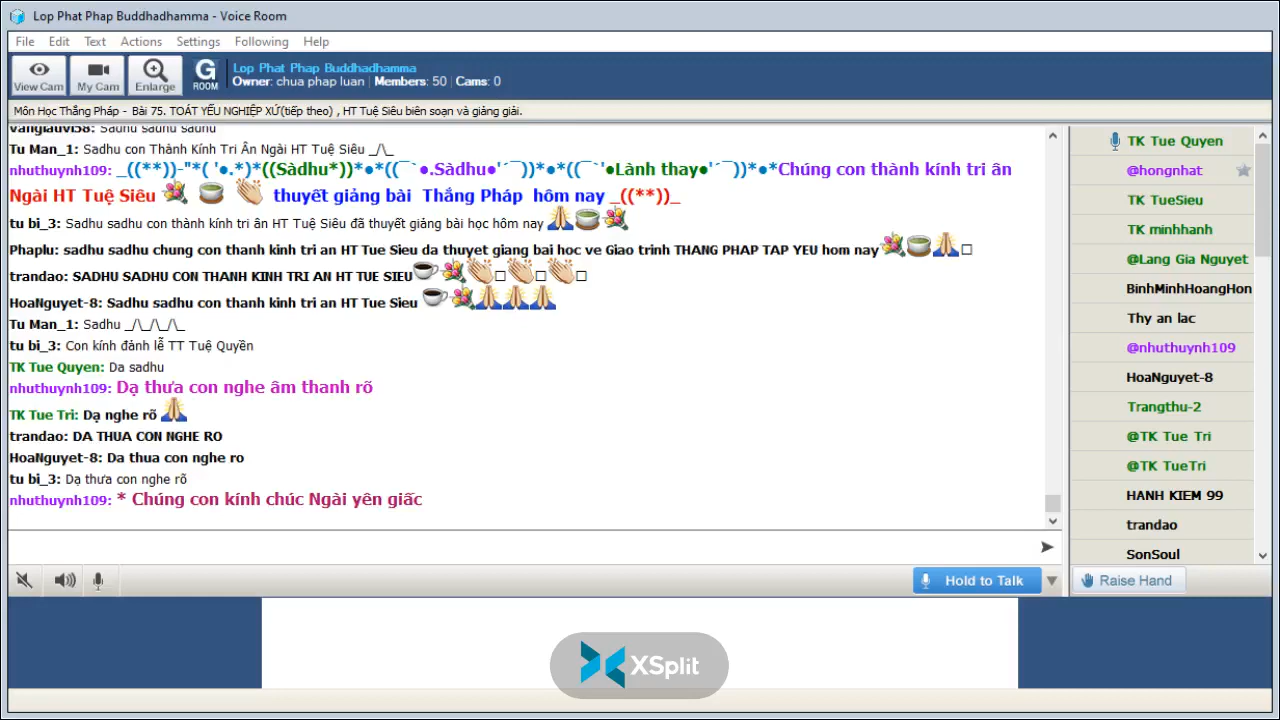 Lop Phat Phap Buddhadhamma - Voice Room
File Edit Text Actions Settings Following Help
View Cam My Cam Enlarge G ROOM
Lop Phat Phap Buddhadhamma
Owner: chua phap luan | Members: 50 | Cams: 0
Môn Học Thắng Pháp - Bài 75. TOÁT YẾU NGHIỆP XỨ(tiếp theo) , HT Tuệ Siêu biên soạn và giảng giải.
vangiauvi58: Sadhu sadhu sadhu
Tu Man_1: Sadhu con Thành Kính Tri Ân Ngài HT Tuệ Siêu _/\_
nhuthuynh109: _((**))-"*( '●.*)*((Sàdhu*))*●*((¯`●.Sàdhu●'´¯))*●*((¯`'●Lành thay●'´¯))*●*Chúng con thành kính tri ân
Ngài HT Tuệ Siêu 💐 🍵 👏 thuyết giảng bài Thắng Pháp hôm nay _((**))_
tu bi_3: Sadhu sadhu con thành kính tri ân HT Tuệ Siêu đã thuyết giảng bài học hôm nay 🙏🍵💐
Phaplu: sadhu sadhu chung con thanh kinh tri an HT Tue Sieu da thuyet giang bai hoc ve Giao trinh THANG PHAP TAP YEU hom nay💐🍵🙏□
trandao: SADHU SADHU CON THANH KINH TRI AN HT TUE SIEU☕💐👏□👏□👏□
HoaNguyet-8: Sadhu sadhu con thanh kinh tri an HT Tue Sieu ☕💐🙏🙏🙏
Tu Man_1: Sadhu _/\_/\_/\_
tu bi_3: Con kính đảnh lễ TT Tuệ Quyền
TK Tue Quyen: Da sadhu
nhuthuynh109: Dạ thưa con nghe âm thanh rõ
TK Tue Tri: Dạ nghe rõ 🙏
trandao: DA THUA CON NGHE RO
HoaNguyet-8: Da thua con nghe ro
tu bi_3: Dạ thưa con nghe rõ
nhuthuynh109: * Chúng con kính chúc Ngài yên giấc
TK Tue Quyen
@hongnhat
TK TueSieu
TK minhhanh
@Lang Gia Nguyet
BinhMinhHoangHon
Thy an lac
@nhuthuynh109
HoaNguyet-8
Trangthu-2
@TK Tue Tri
@TK TueTri
HANH KIEM 99
trandao
SonSoul
Hold to Talk
Raise Hand
XSplit